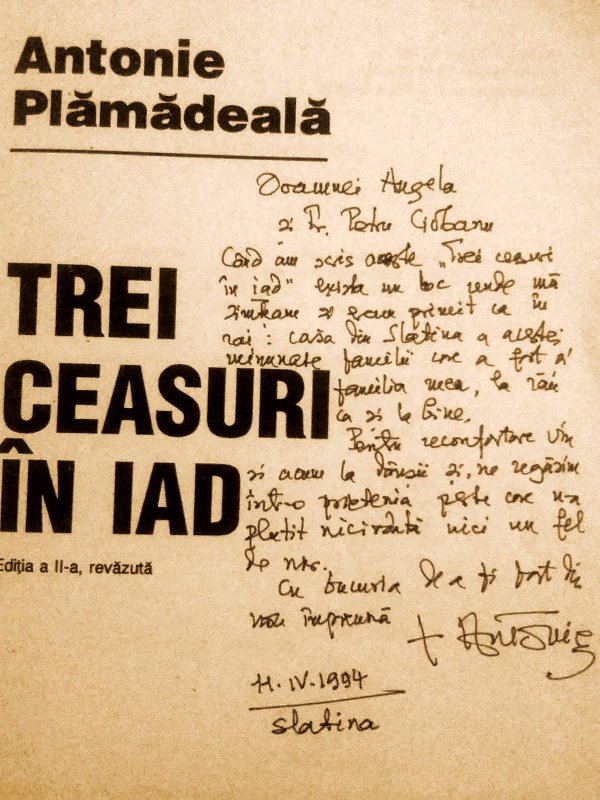 Antonie
Plămădeală
TREI
CEASURI
ÎN IAD
Ediția a II-a, revăzută
Doamnei Angela
și Dr. Petru Ciobanu
Când am scris aceste „Trei ceasuri
în iad" exista un loc unde mă
simțeam și eram primit ca în
rai: casa din Slatina a acestei
minunate familii care a fost și
familia mea, la rău
ca și la bine.
Pentru reconfortare vin
și acum la dânșii și, ne regăsim
într-o prietenie peste care n-a
plutit niciodată nici un fel
de nor.
Cu bucuria de a fi fost din
nou împreună
+ Antonie
11.IV.1994
Slatina